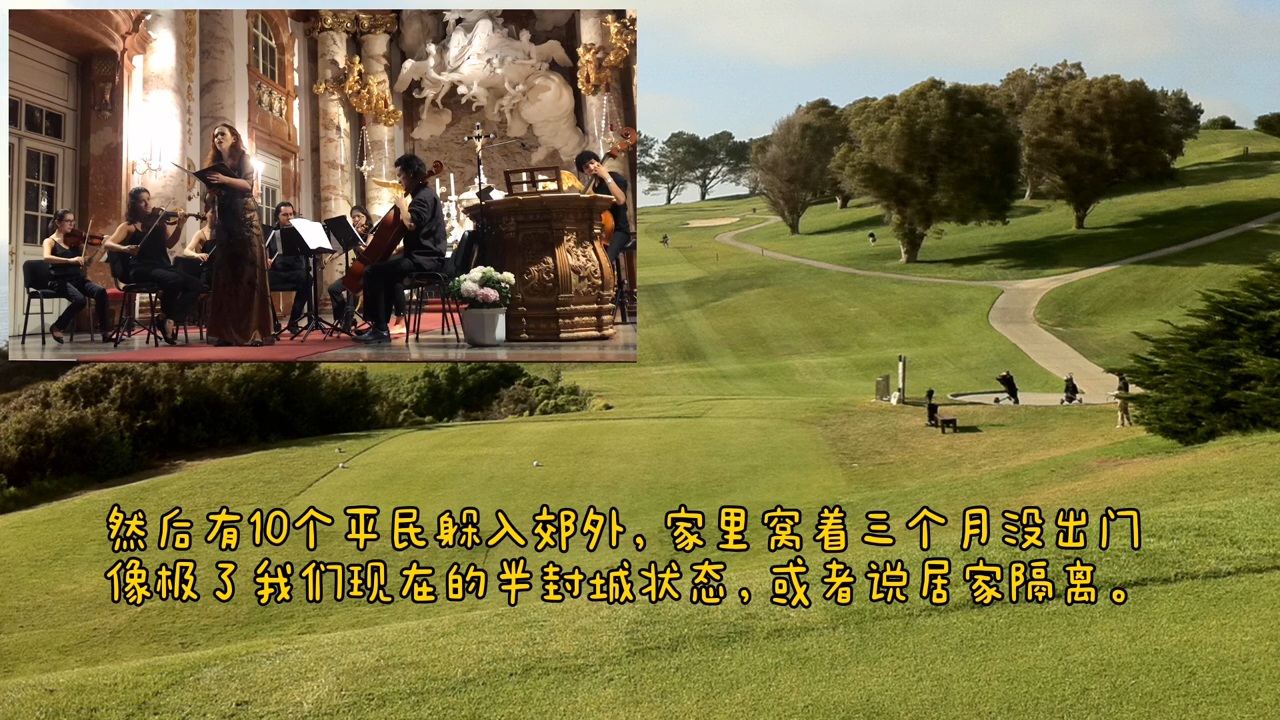 然后有10个平民躲入郊外，家里窝着三个月没出门
像极了我们现在的半封城状态，或者说居家隔离。